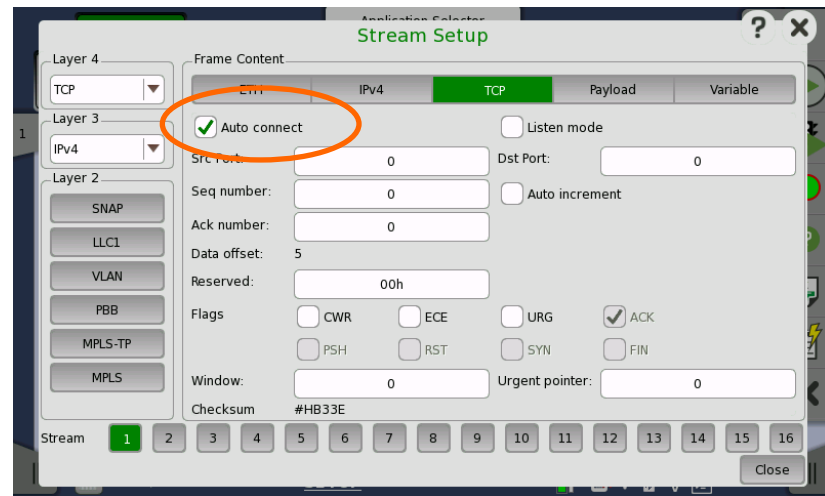 Application Selector
Stream Setup
? X
Layer 4
TCP
Layer 3
IPv4
Layer 2
SNAP
LLC1
VLAN
PBB
MPLS-TP
MPLS
Frame Content
ETH IPv4 TCP Payload Variable
Auto connect Listen mode
Src Port: 0 Dst Port: 0
Seq number: 0 Auto increment
Ack number: 0
Data offset: 5
Reserved: 00h
Flags CWR ECE URG ACK
PSH RST SYN FIN
Window: 0 Urgent pointer: 0
Checksum #HB33E
Stream 1 2 3 4 5 6 7 8 9 10 11 12 13 14 15 16
Close
1